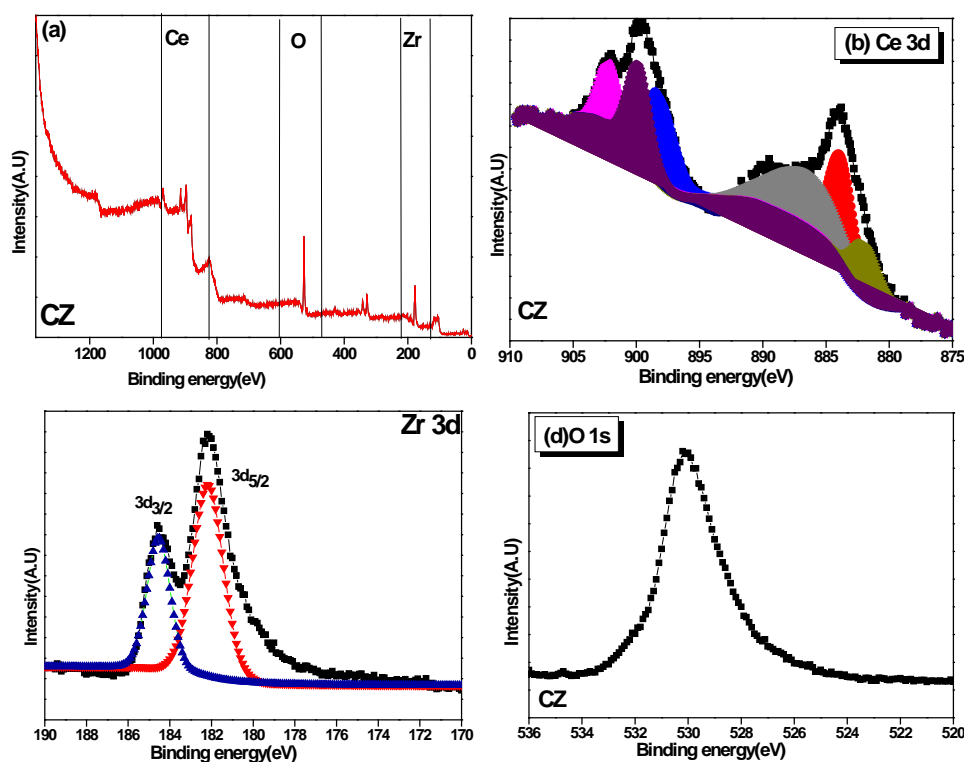 (a)
Ce
O
Zr
Intensity(A.U)
CZ
1200 1000 800 600 400 200 0
Binding energy(eV)
(b) Ce 3d
Intensity(A.U)
CZ
910 905 900 895 890 885 880 875
Binding energy(eV)
Zr 3d
3d3/2
3d5/2
Intensity(A.U)
190 188 186 184 182 180 178 176 174 172 170
Binding energy(eV)
(d)O 1s
Intensity(A.U)
CZ
536 534 532 530 528 526 524 522 520
Binding energy(eV)